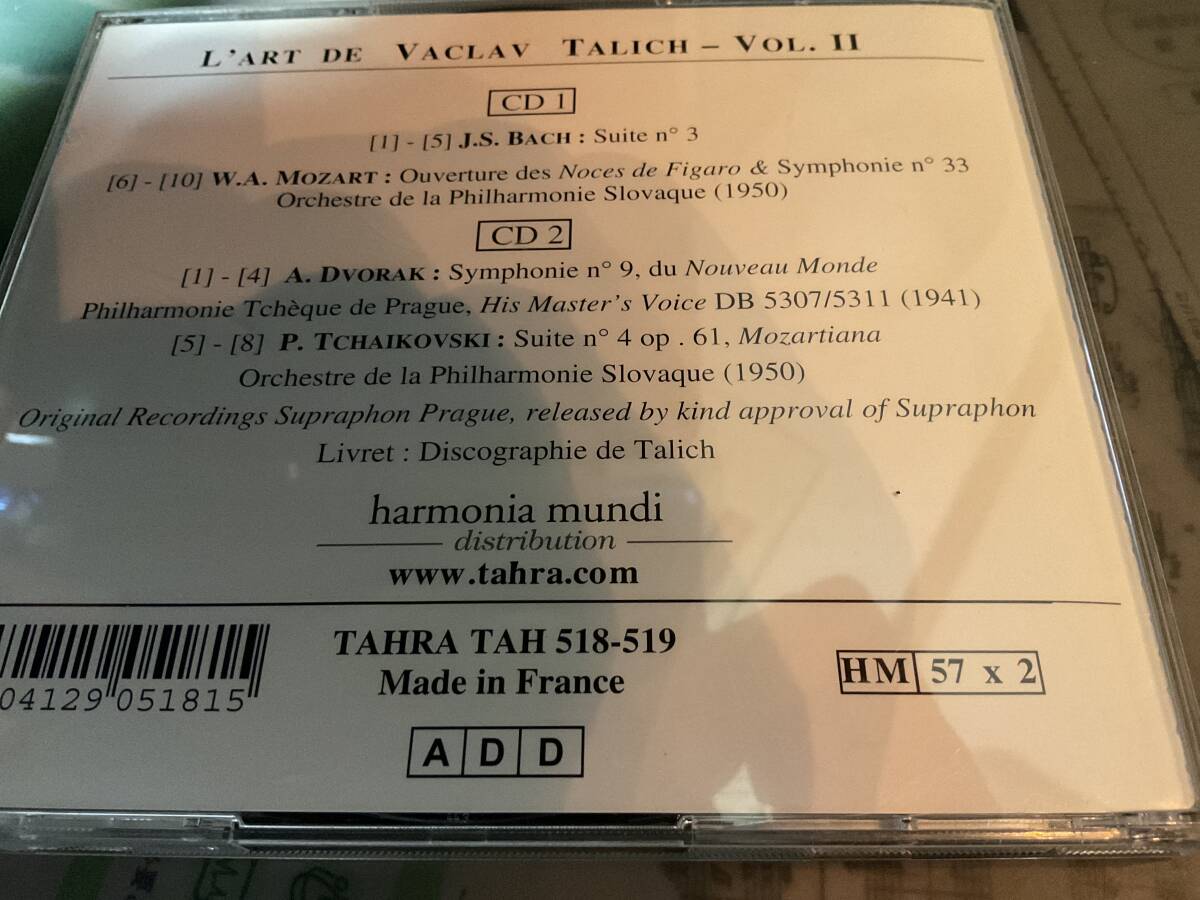 L'ART DE VACLAV TALICH – VOL. II
CD 1
[1] - [5] J.S. BACH : Suite n° 3
[6] - [10] W.A. MOZART : Ouverture des Noces de Figaro & Symphonie n° 33
Orchestre de la Philharmonie Slovaque (1950)
CD 2
[1] - [4] A. DVORAK : Symphonie n° 9, du Nouveau Monde
Philharmonie Tchèque de Prague, His Master's Voice DB 5307/5311 (1941)
[5] - [8] P. TCHAIKOVSKI : Suite n° 4 op . 61, Mozartiana
Orchestre de la Philharmonie Slovaque (1950)
Original Recordings Supraphon Prague, released by kind approval of Supraphon
Livret : Discographie de Talich
harmonia mundi
distribution
www.tahra.com
TAHRA TAH 518-519
Made in France
HM 57 x 2
04129 051815
A D D